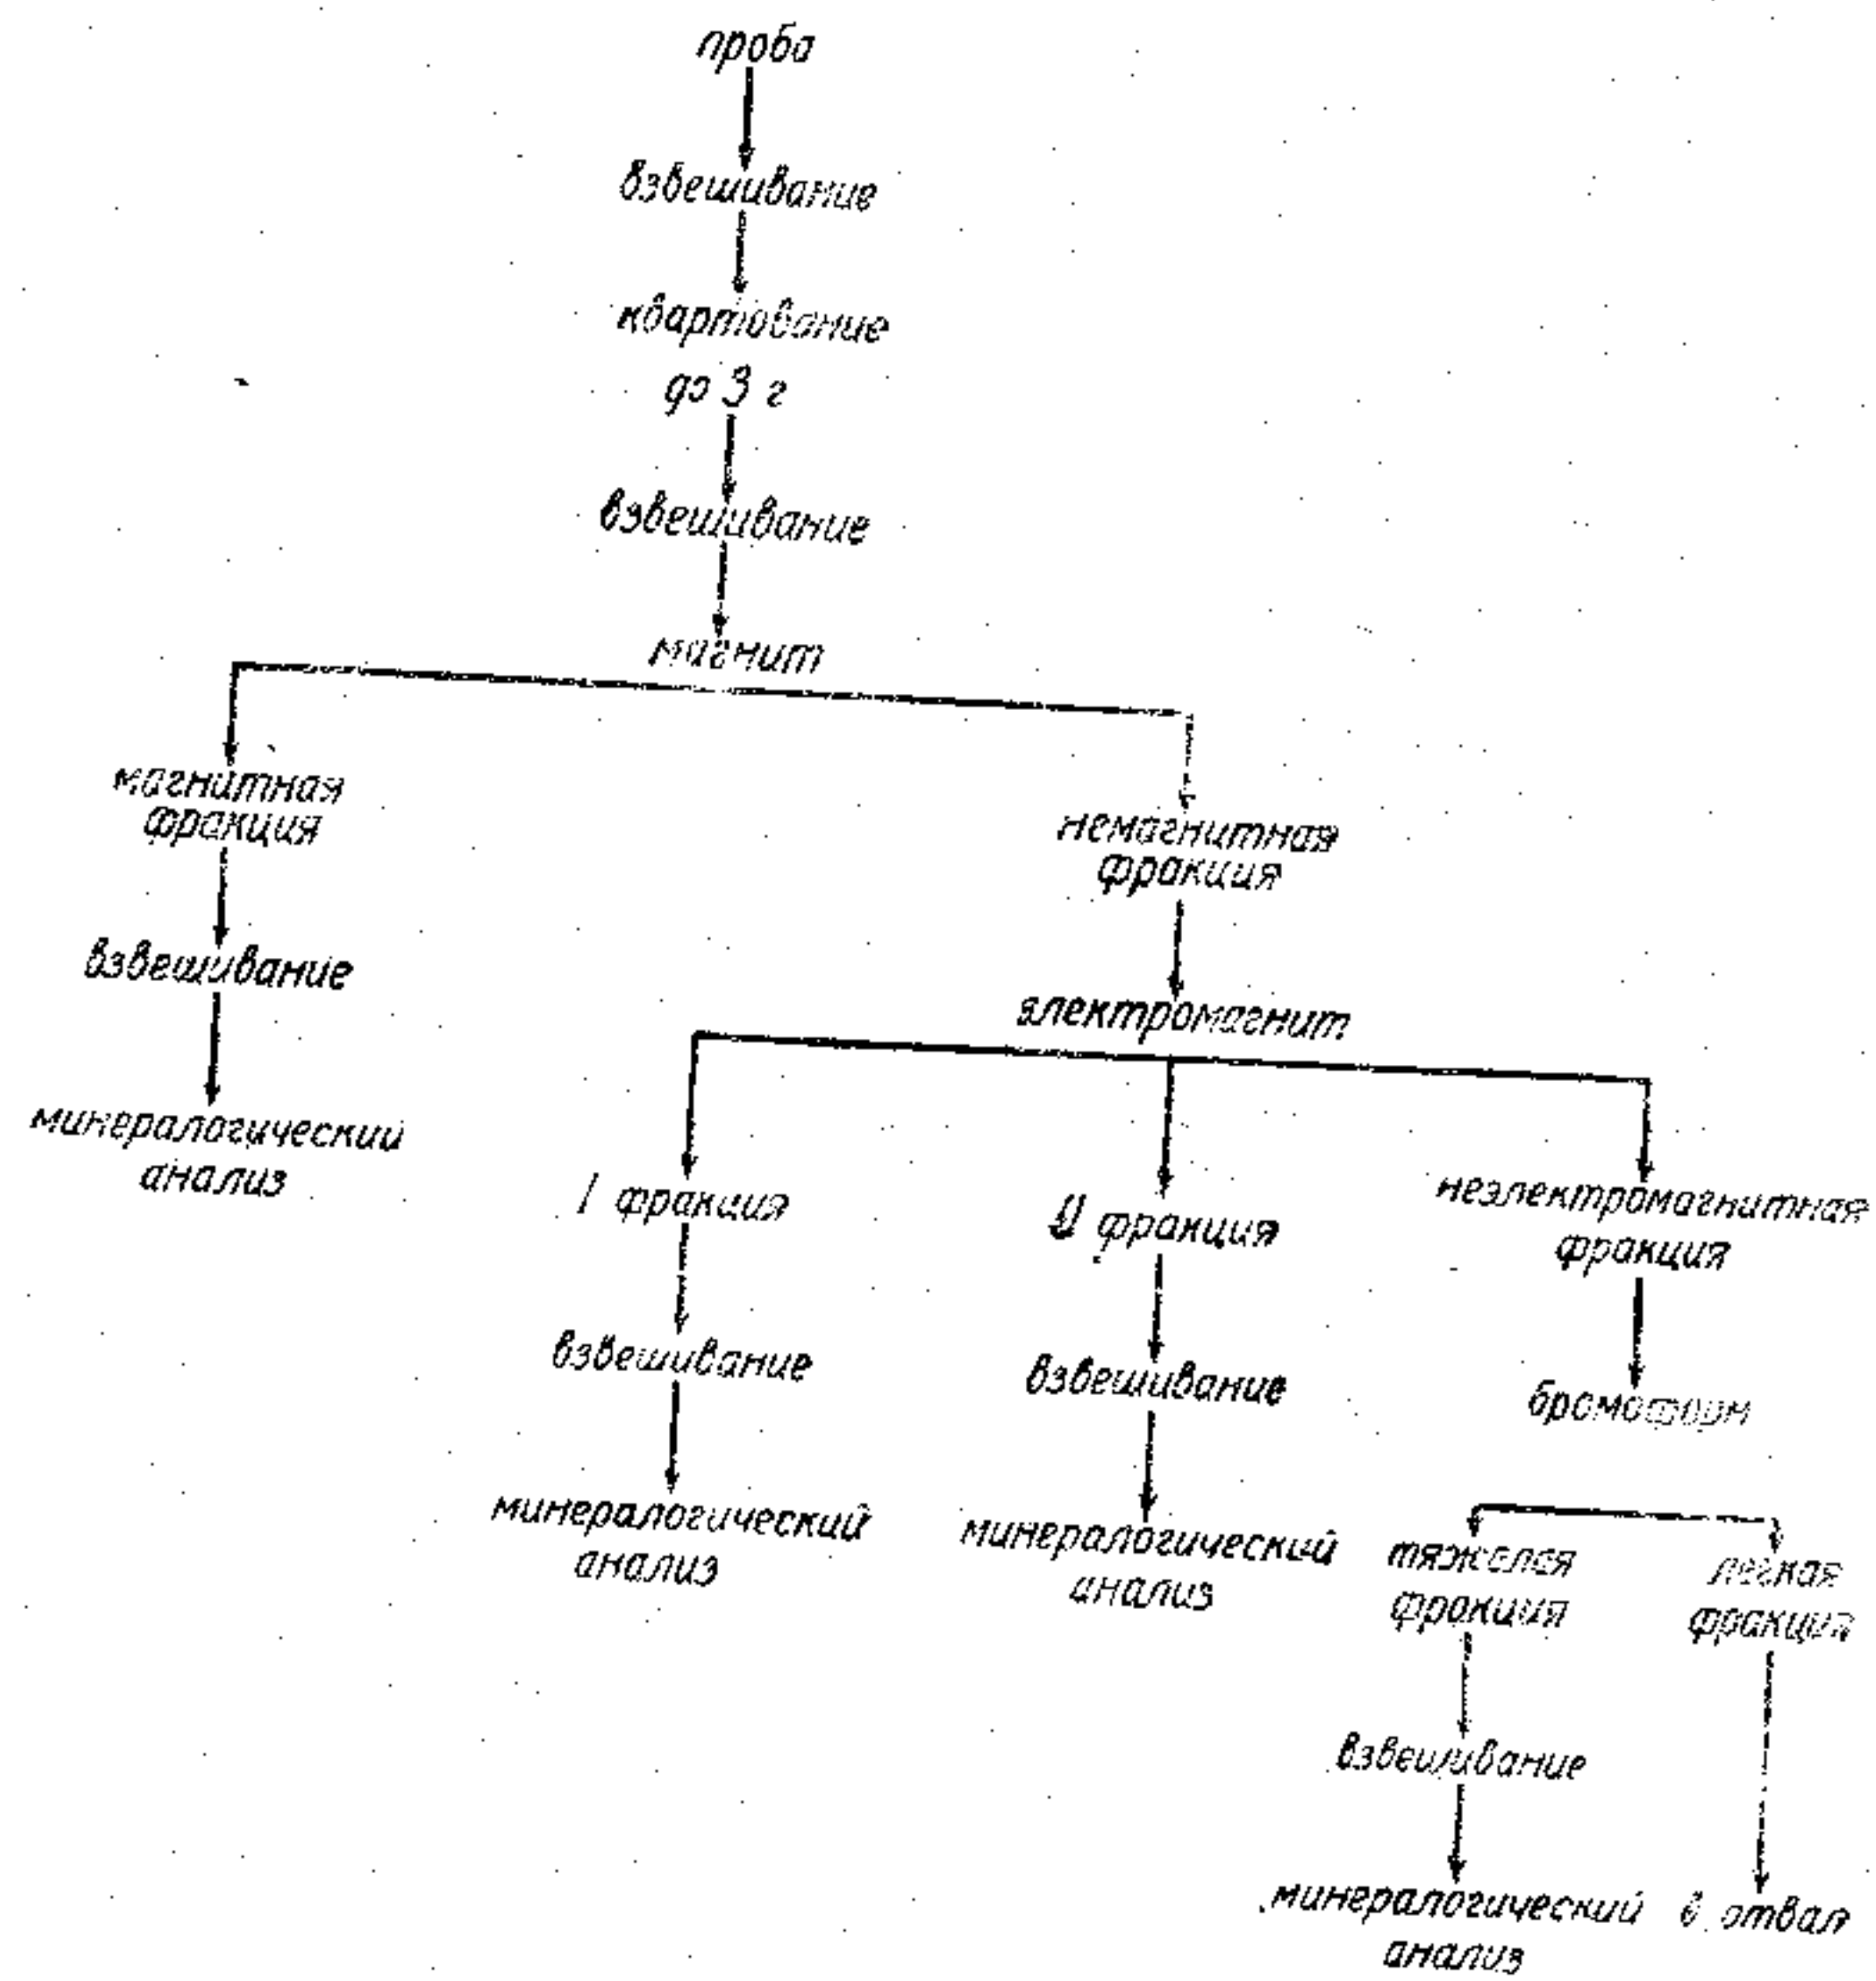 проба
взвешивание
квартование
до 3 г
взвешивание
магнит
магнитная
фракция
взвешивание
минералогический
анализ
немагнитная
фракция
электромагнит
I фракция
взвешивание
минералогический
анализ
II фракция
взвешивание
минералогический
анализ
неэлектромагнитная
фракция
бромоформ
тяжелая
фракция
взвешивание
минералогический
анализ
легкая
фракция
в отвал